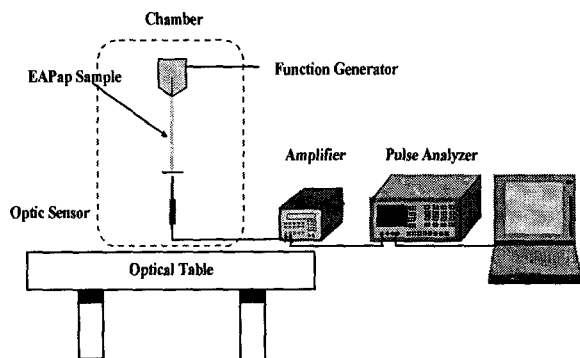 Chamber
EAPap Sample
Function Generator
Amplifier
Pulse Analyzer
Optic Sensor
Optical Table